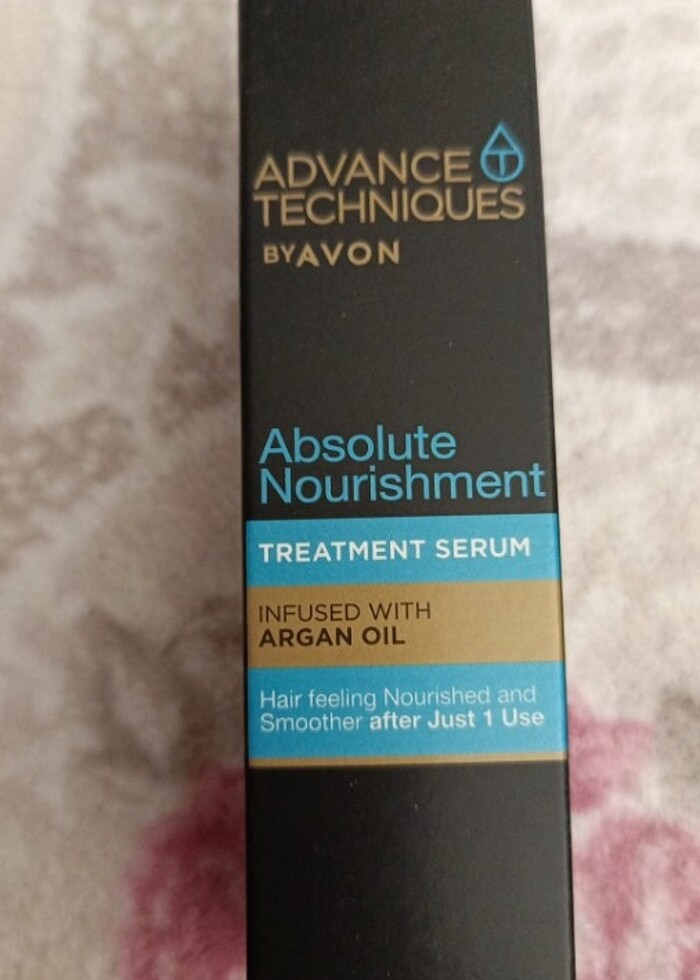 ADVANCE
TECHNIQUES
BY AVON
Absolute
Nourishment
TREATMENT SERUM
INFUSED WITH
ARGAN OIL
Hair feeling Nourished and
Smoother after Just 1 Use